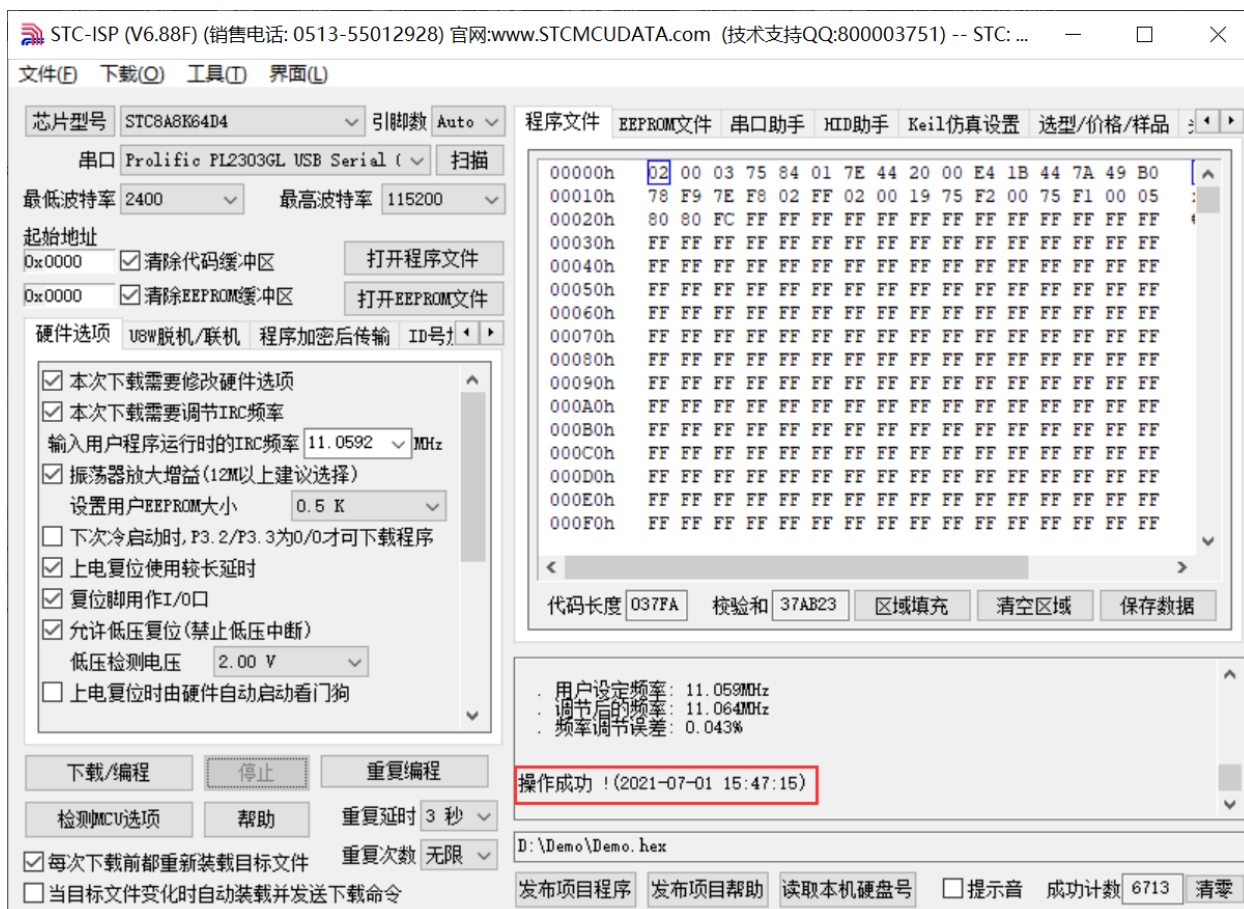 STC-ISP (V6.88F) (销售电话: 0513-55012928) 官网:www.STCMCUDATA.com (技术支持QQ:800003751) -- STC: ...
文件(F) 下载(O) 工具(T) 界面(L)
芯片型号 STC8A8K64D4 引脚数 Auto
串口 Prolific PL2303GL USB Serial ( 扫描
最低波特率 2400 最高波特率 115200
起始地址
0x0000 清除代码缓冲区 打开程序文件
0x0000 清除EEPROM缓冲区 打开EEPROM文件
硬件选项 U8W脱机/联机 程序加密后传输 ID号
本次下载需要修改硬件选项
本次下载需要调节IRC频率
输入用户程序运行时的IRC频率 11.0592 MHz
振荡器放大增益(12M以上建议选择)
设置用户EEPROM大小 0.5 K
下次冷启动时,P3.2/P3.3为0/0才可下载程序
上电复位使用较长延时
复位脚用作I/O口
允许低压复位(禁止低压中断)
低压检测电压 2.00 V
上电复位时由硬件自动启动看门狗
下载/编程 停止 重复编程
检测MCU选项 帮助 重复延时 3 秒
每次下载前都重新装载目标文件 重复次数 无限
当目标文件变化时自动装载并发送下载命令
程序文件 EEPROM文件 串口助手 HID助手 Keil仿真设置 选型/价格/样品
00000h 02 00 03 75 84 01 7E 44 20 00 E4 1B 44 7A 49 B0
00010h 78 F9 7E F8 02 FF 02 00 19 75 F2 00 75 F1 00 05
00020h 80 80 FC FF FF FF FF FF FF FF FF FF FF FF FF FF
00030h FF FF FF FF FF FF FF FF FF FF FF FF FF FF FF FF
00040h FF FF FF FF FF FF FF FF FF FF FF FF FF FF FF FF
00050h FF FF FF FF FF FF FF FF FF FF FF FF FF FF FF FF
00060h FF FF FF FF FF FF FF FF FF FF FF FF FF FF FF FF
00070h FF FF FF FF FF FF FF FF FF FF FF FF FF FF FF FF
00080h FF FF FF FF FF FF FF FF FF FF FF FF FF FF FF FF
00090h FF FF FF FF FF FF FF FF FF FF FF FF FF FF FF FF
000A0h FF FF FF FF FF FF FF FF FF FF FF FF FF FF FF FF
000B0h FF FF FF FF FF FF FF FF FF FF FF FF FF FF FF FF
000C0h FF FF FF FF FF FF FF FF FF FF FF FF FF FF FF FF
000D0h FF FF FF FF FF FF FF FF FF FF FF FF FF FF FF FF
000E0h FF FF FF FF FF FF FF FF FF FF FF FF FF FF FF FF
000F0h FF FF FF FF FF FF FF FF FF FF FF FF FF FF FF FF
代码长度 037FA 校验和 37AB23 区域填充 清空区域 保存数据
. 用户设定频率: 11.059MHz
. 调节后的频率: 11.064MHz
. 频率调节误差: 0.043%
操作成功 !(2021-07-01 15:47:15)
D:\Demo\Demo.hex
发布项目程序 发布项目帮助 读取本机硬盘号 提示音 成功计数 6713 清零